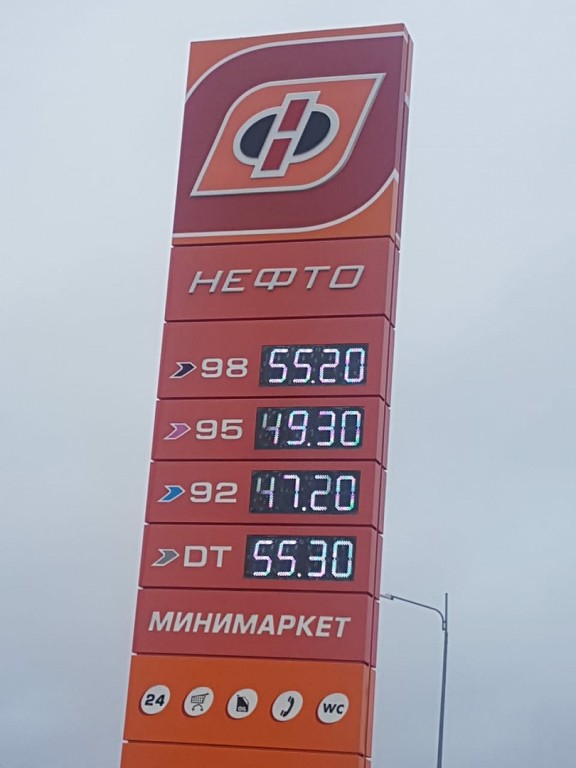 НЕФТО
98 55.20
95 49.30
92 47.20
DT 55.30
МИНИМАРКЕТ
24 WC